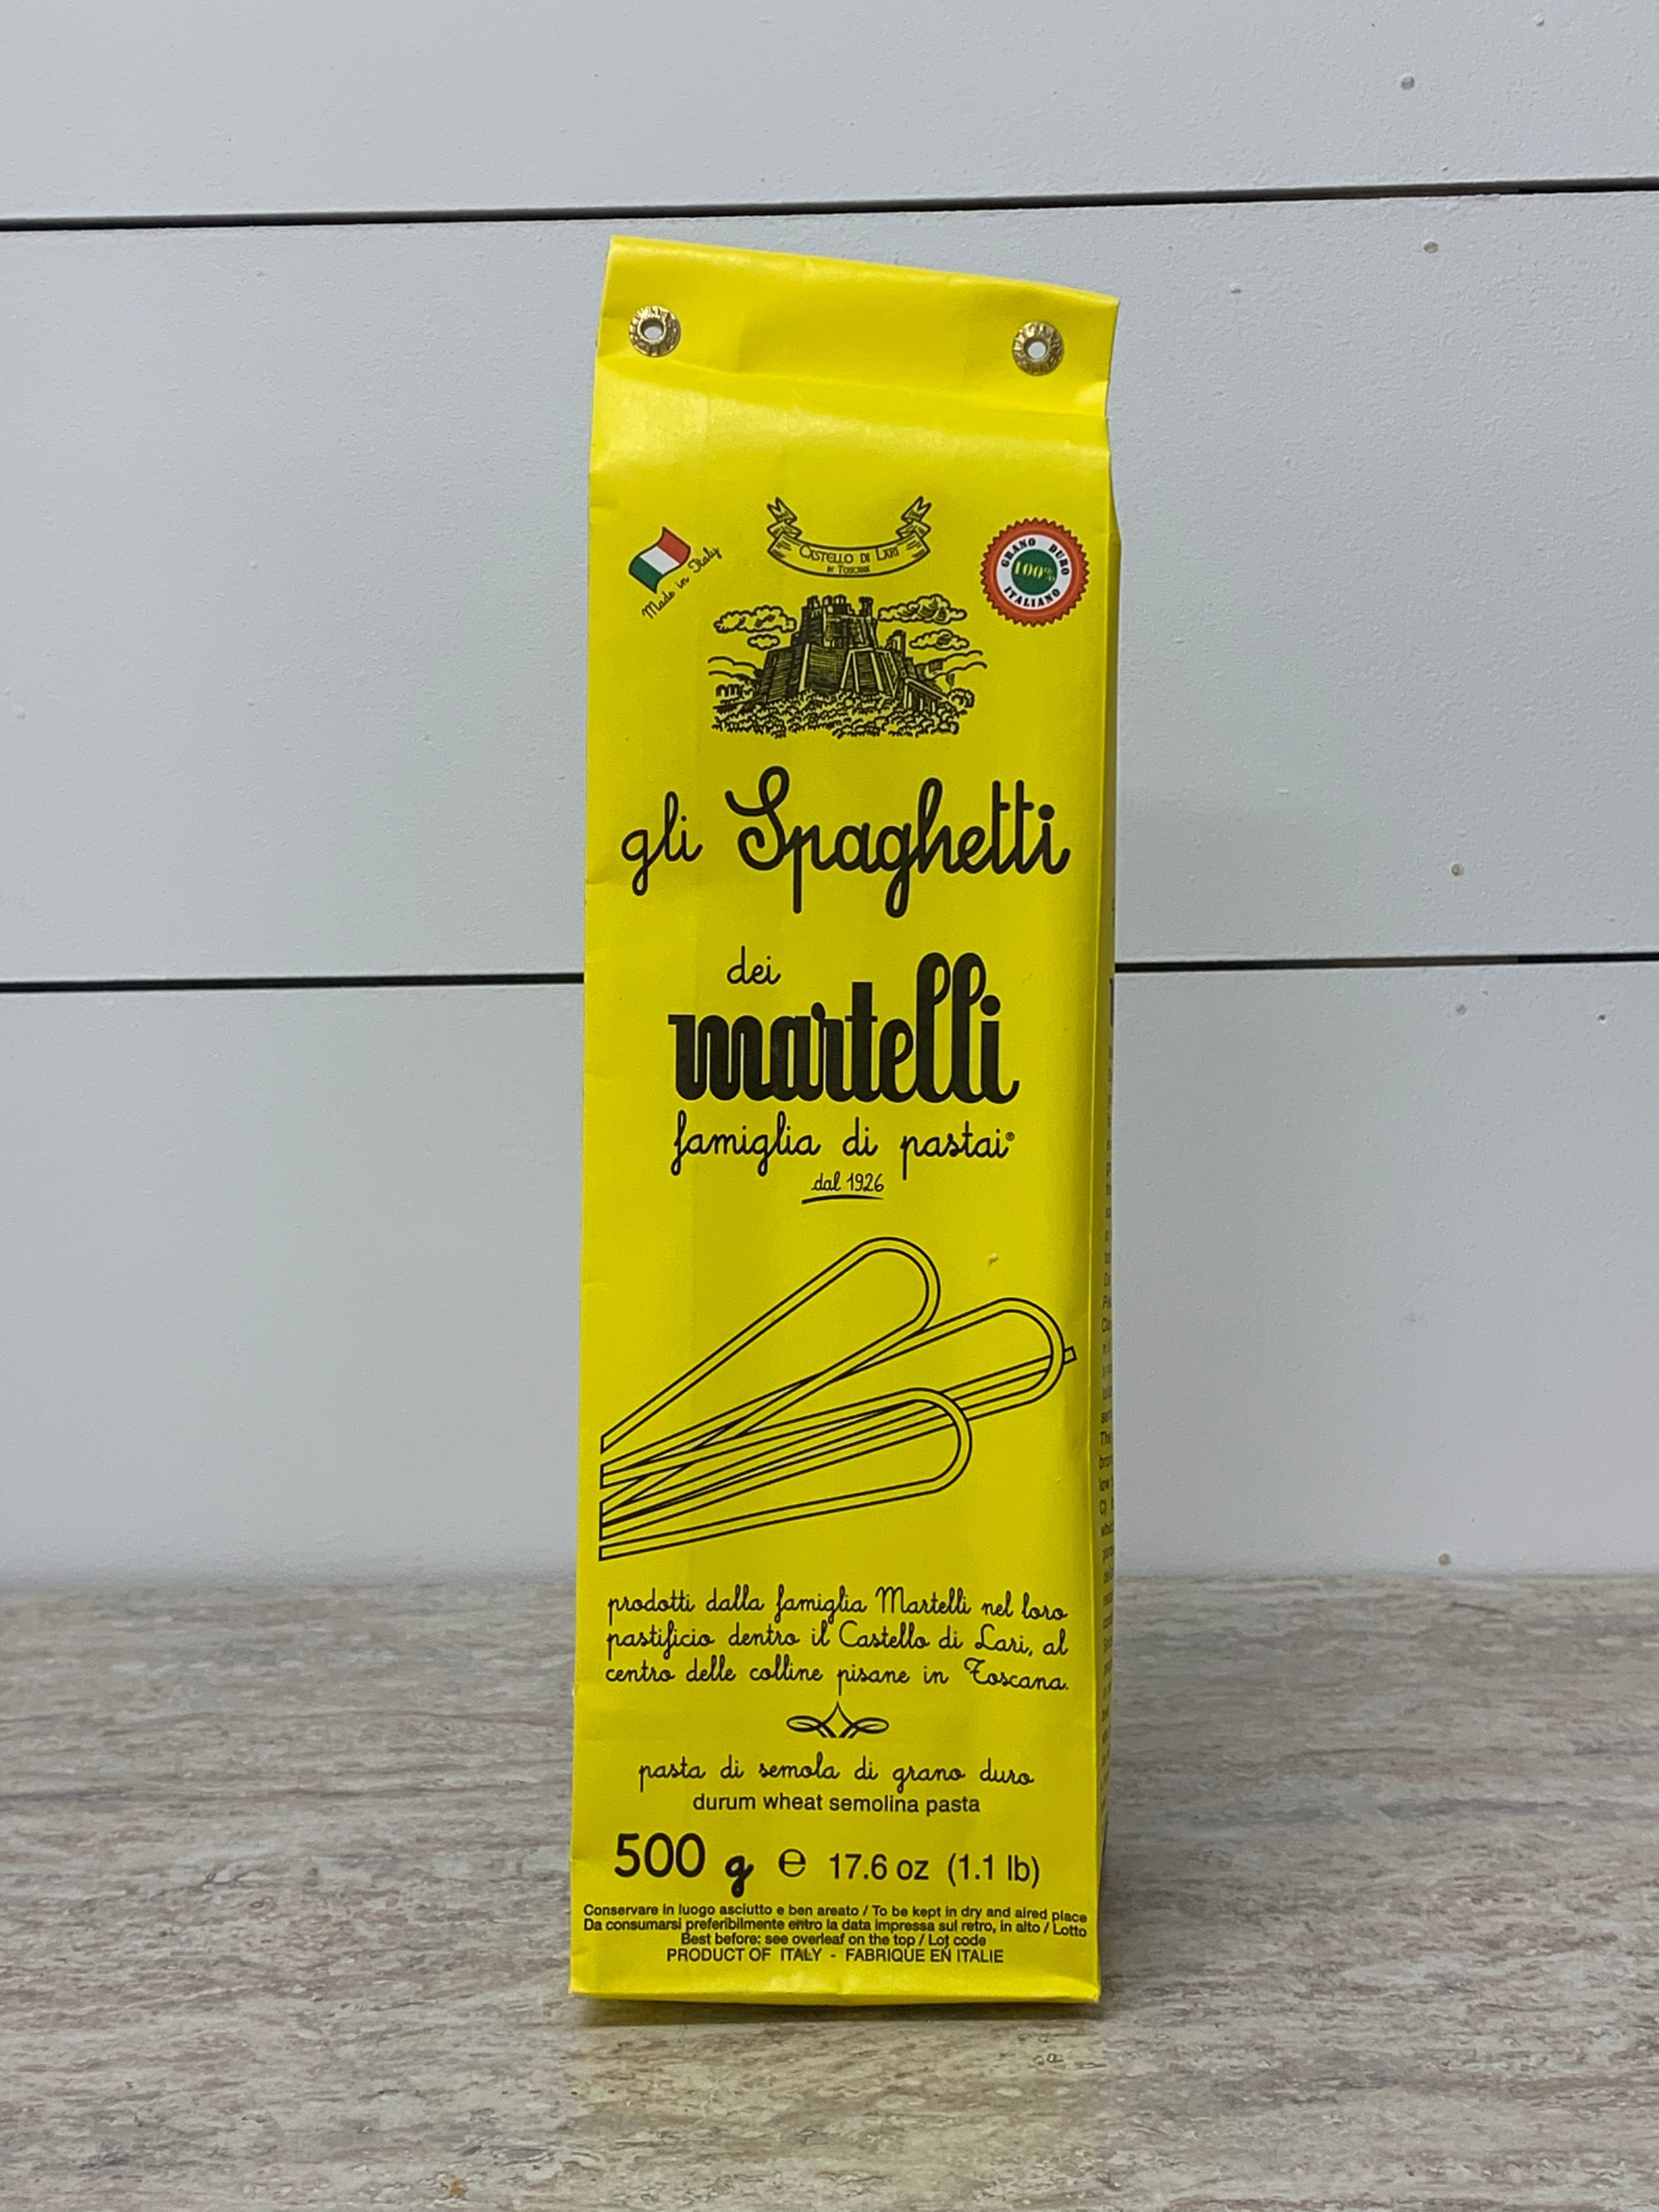 CASTELLO DI LARI
IN TOSCANA
Made in Italy
GRANO DURO
100%
ITALIANO
gli Spaghetti
dei
martelli
famiglia di pastai®
dal 1926
prodotti dalla famiglia Martelli nel loro
pastificio dentro il Castello di Lari, al
centro delle colline pisane in Toscana.
pasta di semola di grano duro
durum wheat semolina pasta
500 g ℮ 17.6 oz (1.1 lb)
Conservare in luogo asciutto e ben areato / To be kept in dry and aired place
Da consumarsi preferibilmente entro la data impressa sul retro, in alto / Lotto
Best before: see overleaf on the top / Lot code
PRODUCT OF ITALY - FABRIQUE EN ITALIE